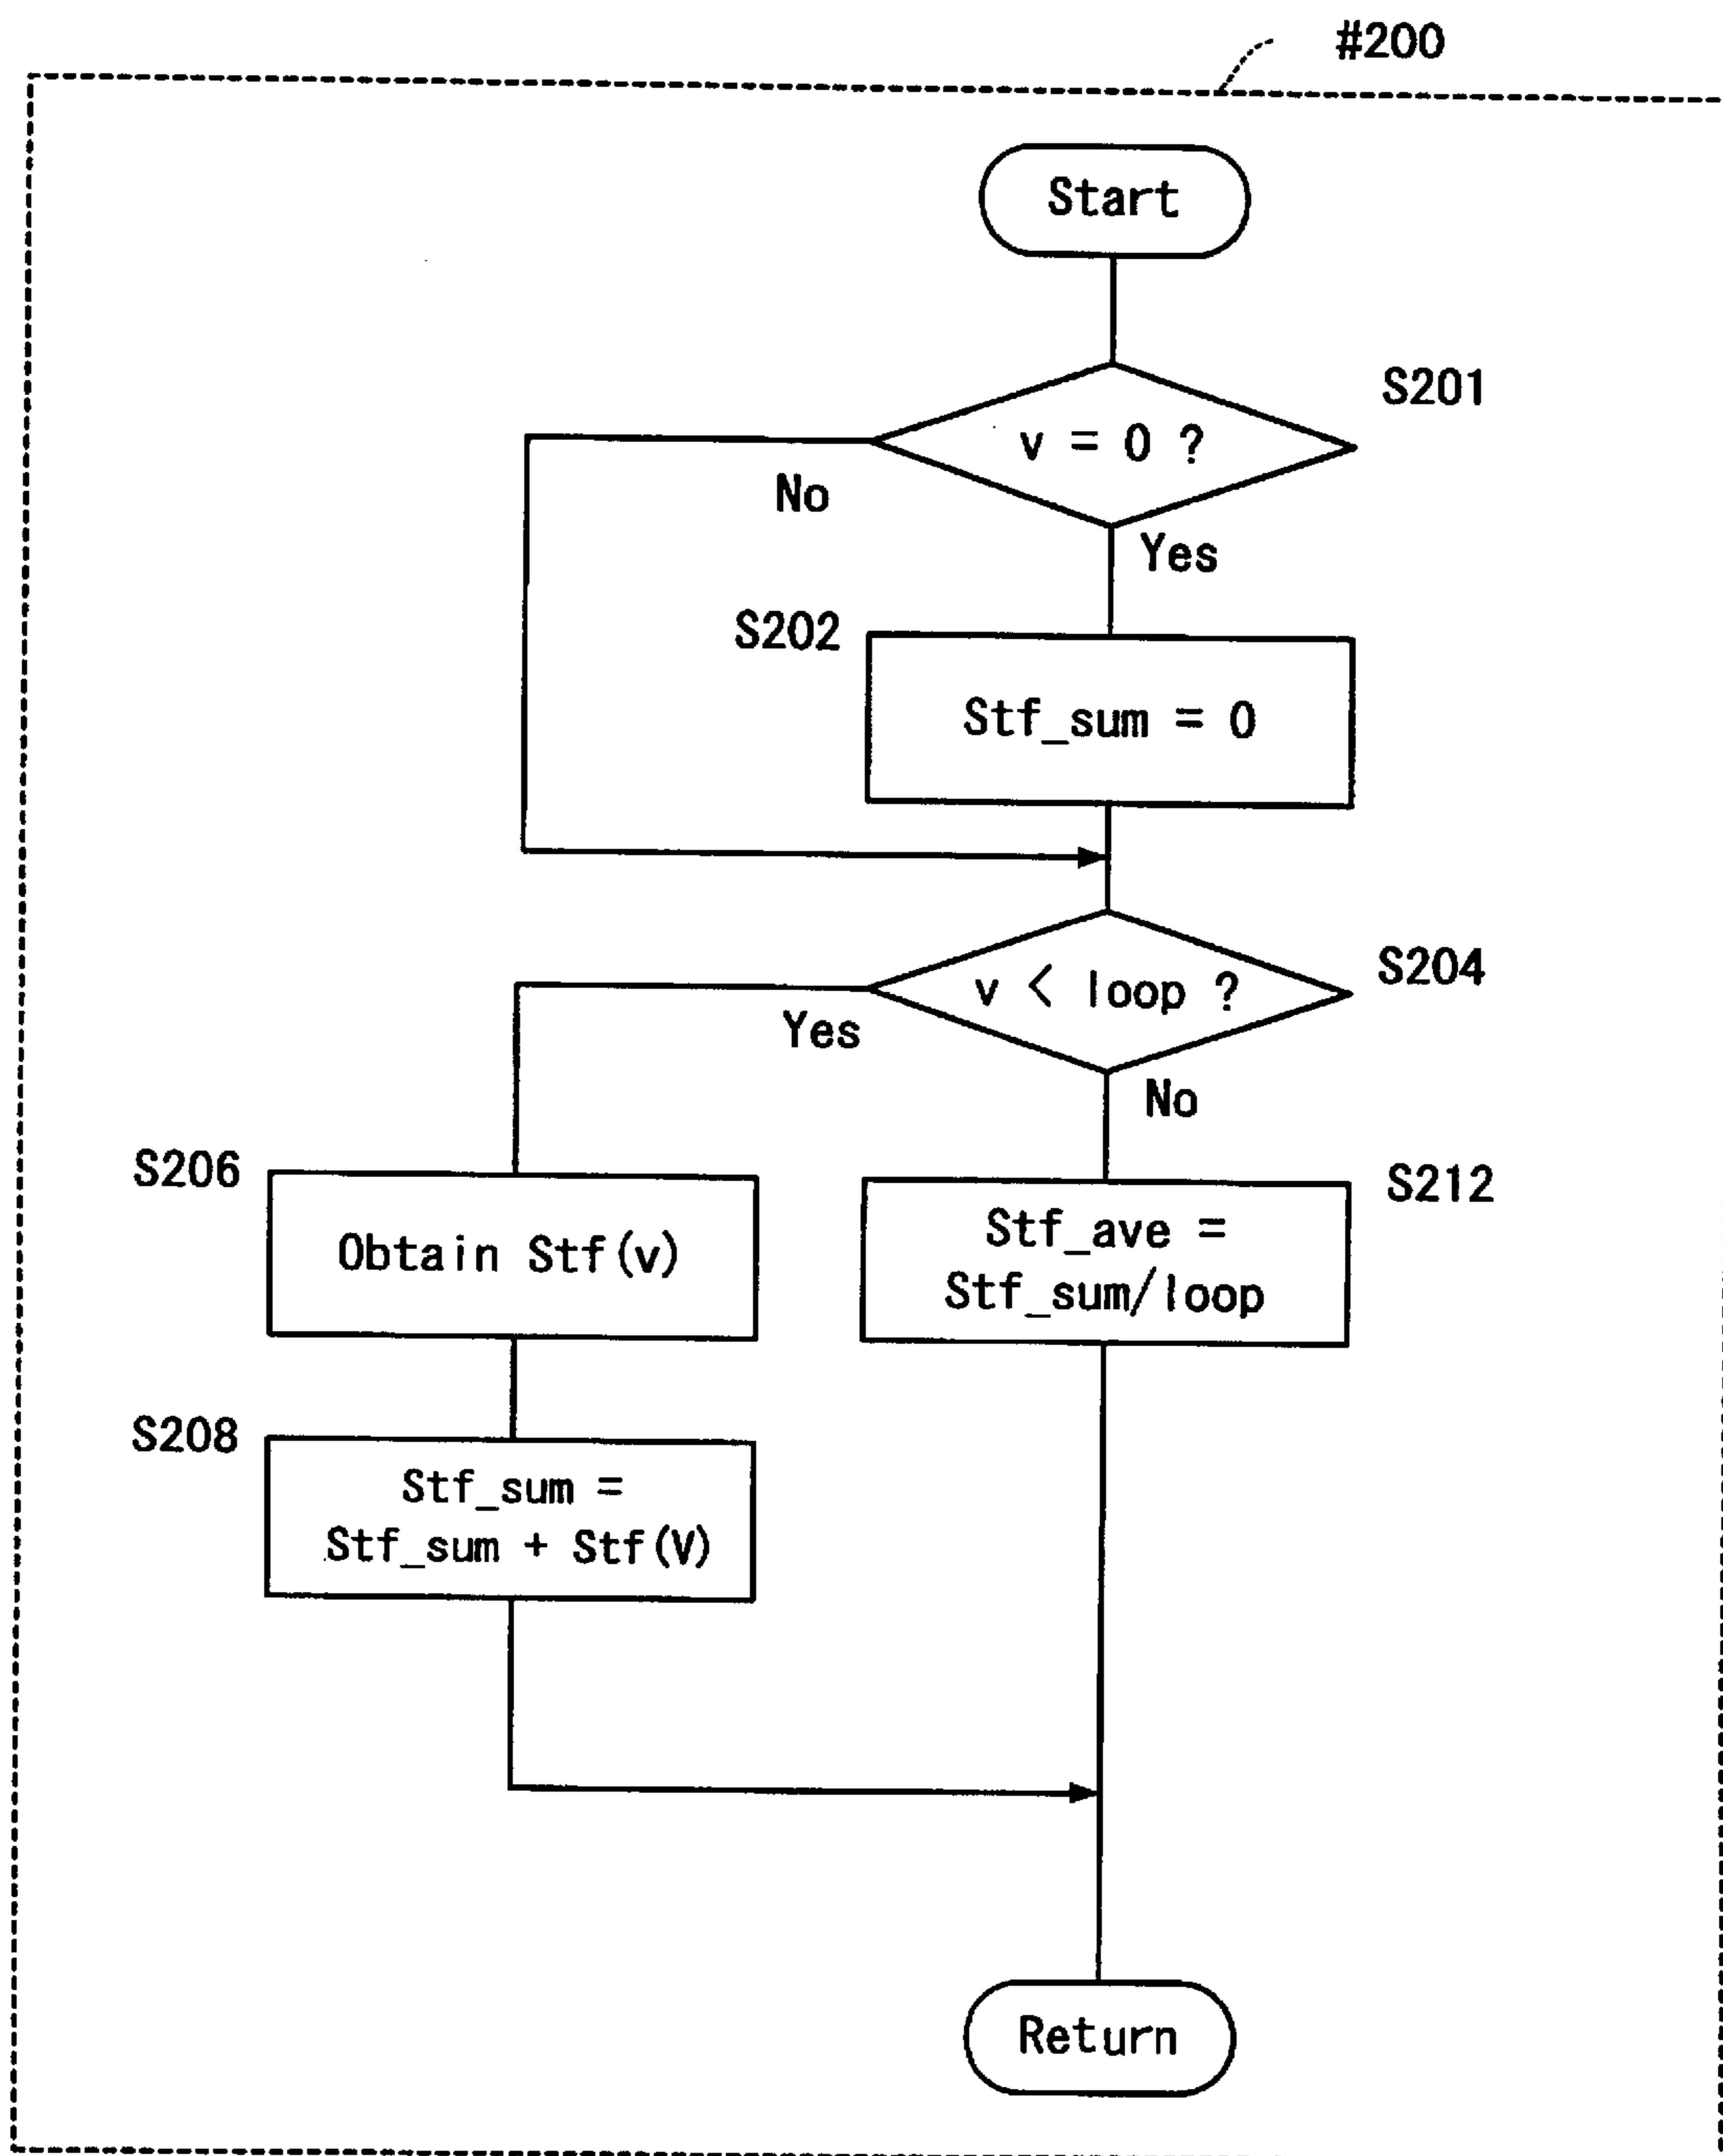 #200
Start
S201
v = 0 ?
No
Yes
S202
Stf_sum = 0
S204
v < loop ?
Yes
No
S206
Obtain Stf(v)
S212
Stf_ave =
Stf_sum/loop
S208
Stf_sum =
Stf_sum + Stf(V)
Return